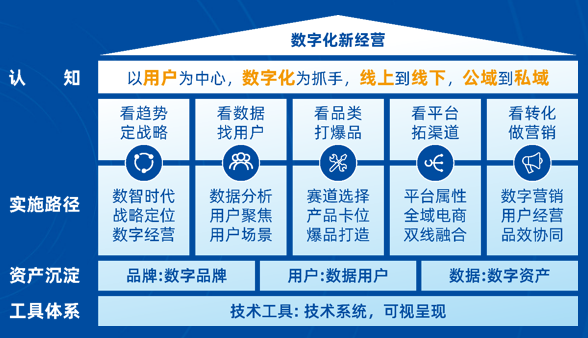 数字化新经营
认 知
以用户为中心，数字化为抓手，线上到线下，公域到私域
看趋势
定战略
看数据
找用户
看品类
打爆品
看平台
拓渠道
看转化
做营销
实施路径
数智时代
战略定位
数字经营
数据分析
用户聚焦
用户场景
赛道选择
产品卡位
爆品打造
平台属性
全域电商
双线融合
数字营销
用户经营
品效协同
资产沉淀
品牌:数字品牌
用户:数据用户
数据:数字资产
工具体系
技术工具: 技术系统，可视呈现